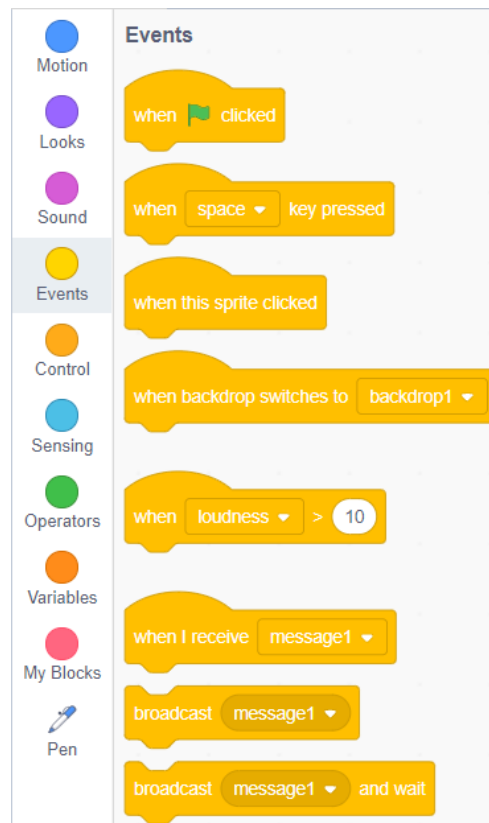 Motion
Looks
Sound
Events
Control
Sensing
Operators
Variables
My Blocks
Pen
Events
when clicked
when space key pressed
when this sprite clicked
when backdrop switches to backdrop1
when loudness > 10
when I receive message1
broadcast message1
broadcast message1 and wait